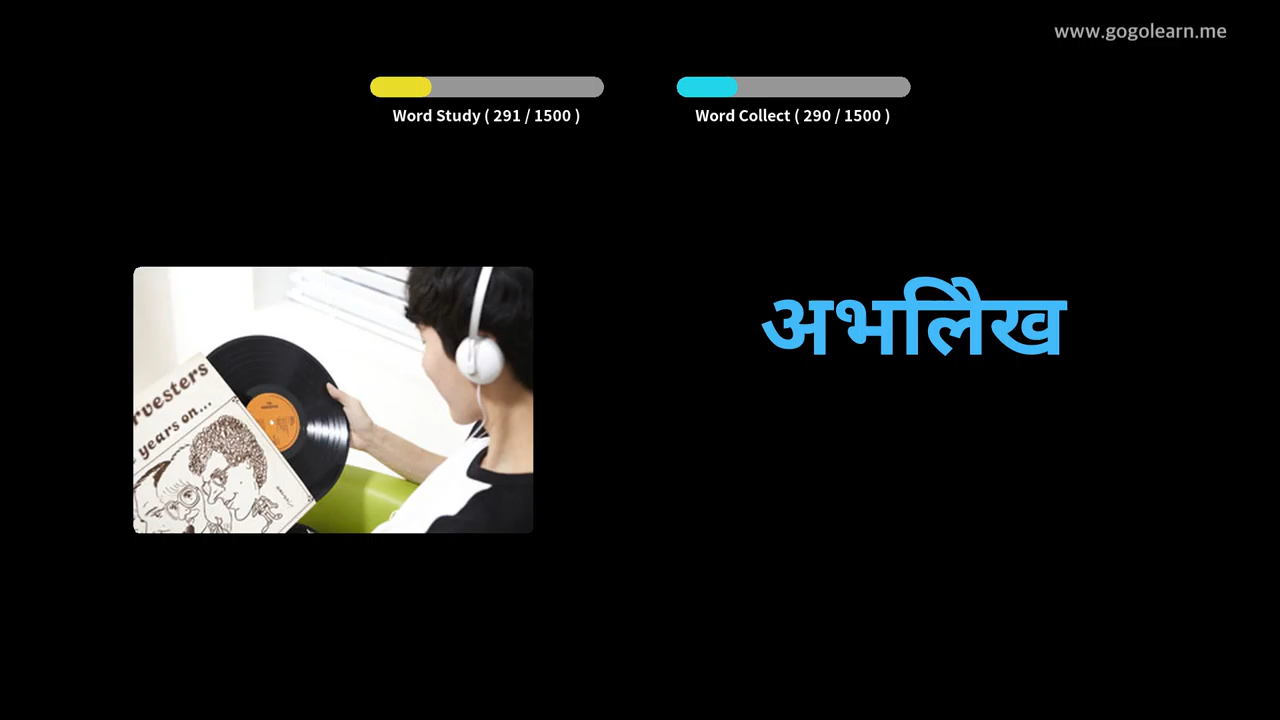 www.gogolearn.me
Word Study ( 291 / 1500 )
Word Collect ( 290 / 1500 )
अभलिेख
rvesters
years on...